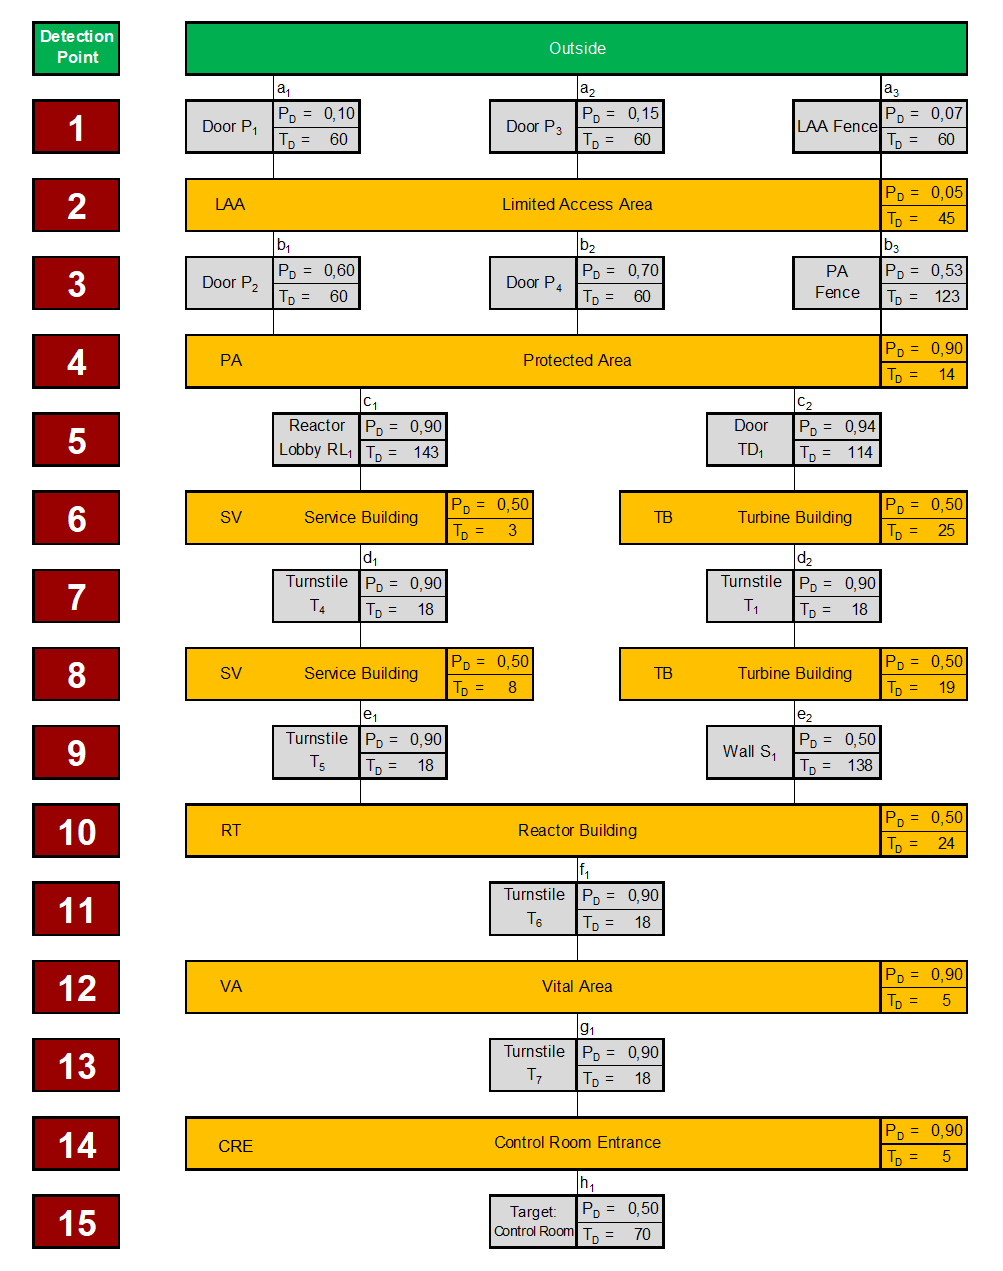 Detection
Point
Outside
a1 a2 a3
1
Door P1 PD = 0,10
TD = 60
Door P3 PD = 0,15
TD = 60
LAA Fence PD = 0,07
TD = 60
2
LAA Limited Access Area PD = 0,05
TD = 45
b1 b2 b3
3
Door P2 PD = 0,60
TD = 60
Door P4 PD = 0,70
TD = 60
PA
Fence
PD = 0,53
TD = 123
4
PA Protected Area PD = 0,90
TD = 14
c1 c2
5
Reactor
Lobby RL1
PD = 0,90
TD = 143
Door
TD1
PD = 0,94
TD = 114
6
SV Service Building PD = 0,50
TD = 3
TB Turbine Building PD = 0,50
TD = 25
d1 d2
7
Turnstile
T4
PD = 0,90
TD = 18
Turnstile
T1
PD = 0,90
TD = 18
8
SV Service Building PD = 0,50
TD = 8
TB Turbine Building PD = 0,50
TD = 19
e1 e2
9
Turnstile
T5
PD = 0,90
TD = 18
Wall S1 PD = 0,50
TD = 138
10
RT Reactor Building PD = 0,50
TD = 24
f1
11
Turnstile
T6
PD = 0,90
TD = 18
12
VA Vital Area PD = 0,90
TD = 5
g1
13
Turnstile
T7
PD = 0,90
TD = 18
14
CRE Control Room Entrance PD = 0,90
TD = 5
h1
15
Target:
Control Room
PD = 0,50
TD = 70